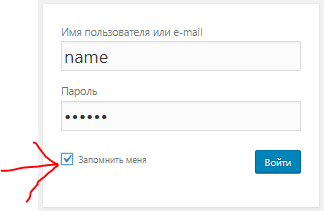 Имя пользователя или e-mail
name
Пароль
••••••
Запомнить меня
Войти